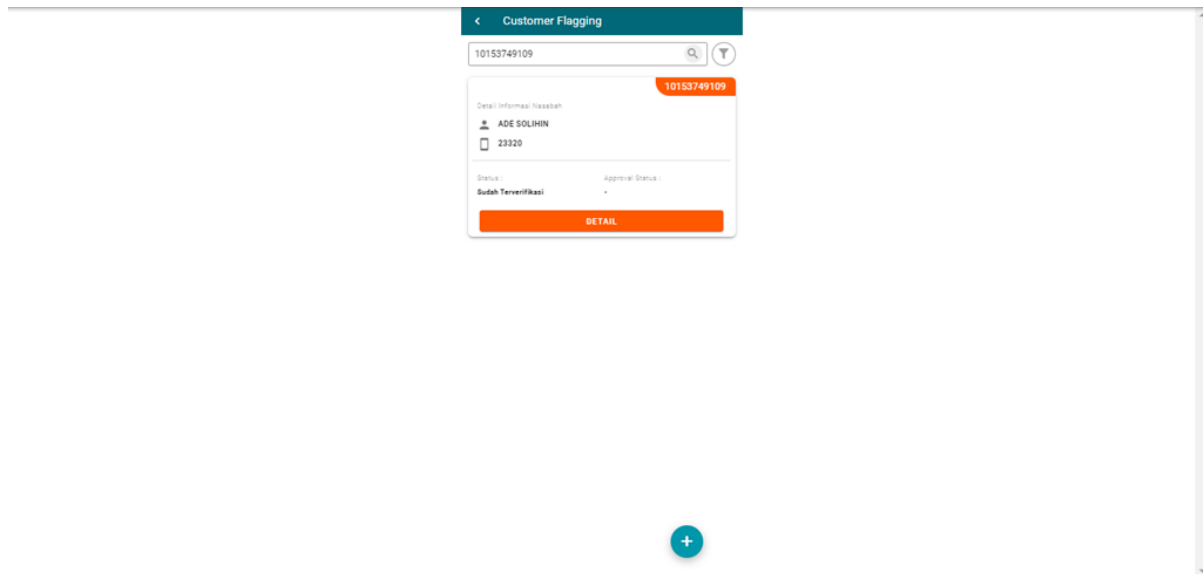 Customer Flagging
10153749109
10153749109
Detail Informasi Nasabah
ADE SOLIHIN
23320
Status :
Approval Status :
Sudah Terverifikasi
-
DETAIL